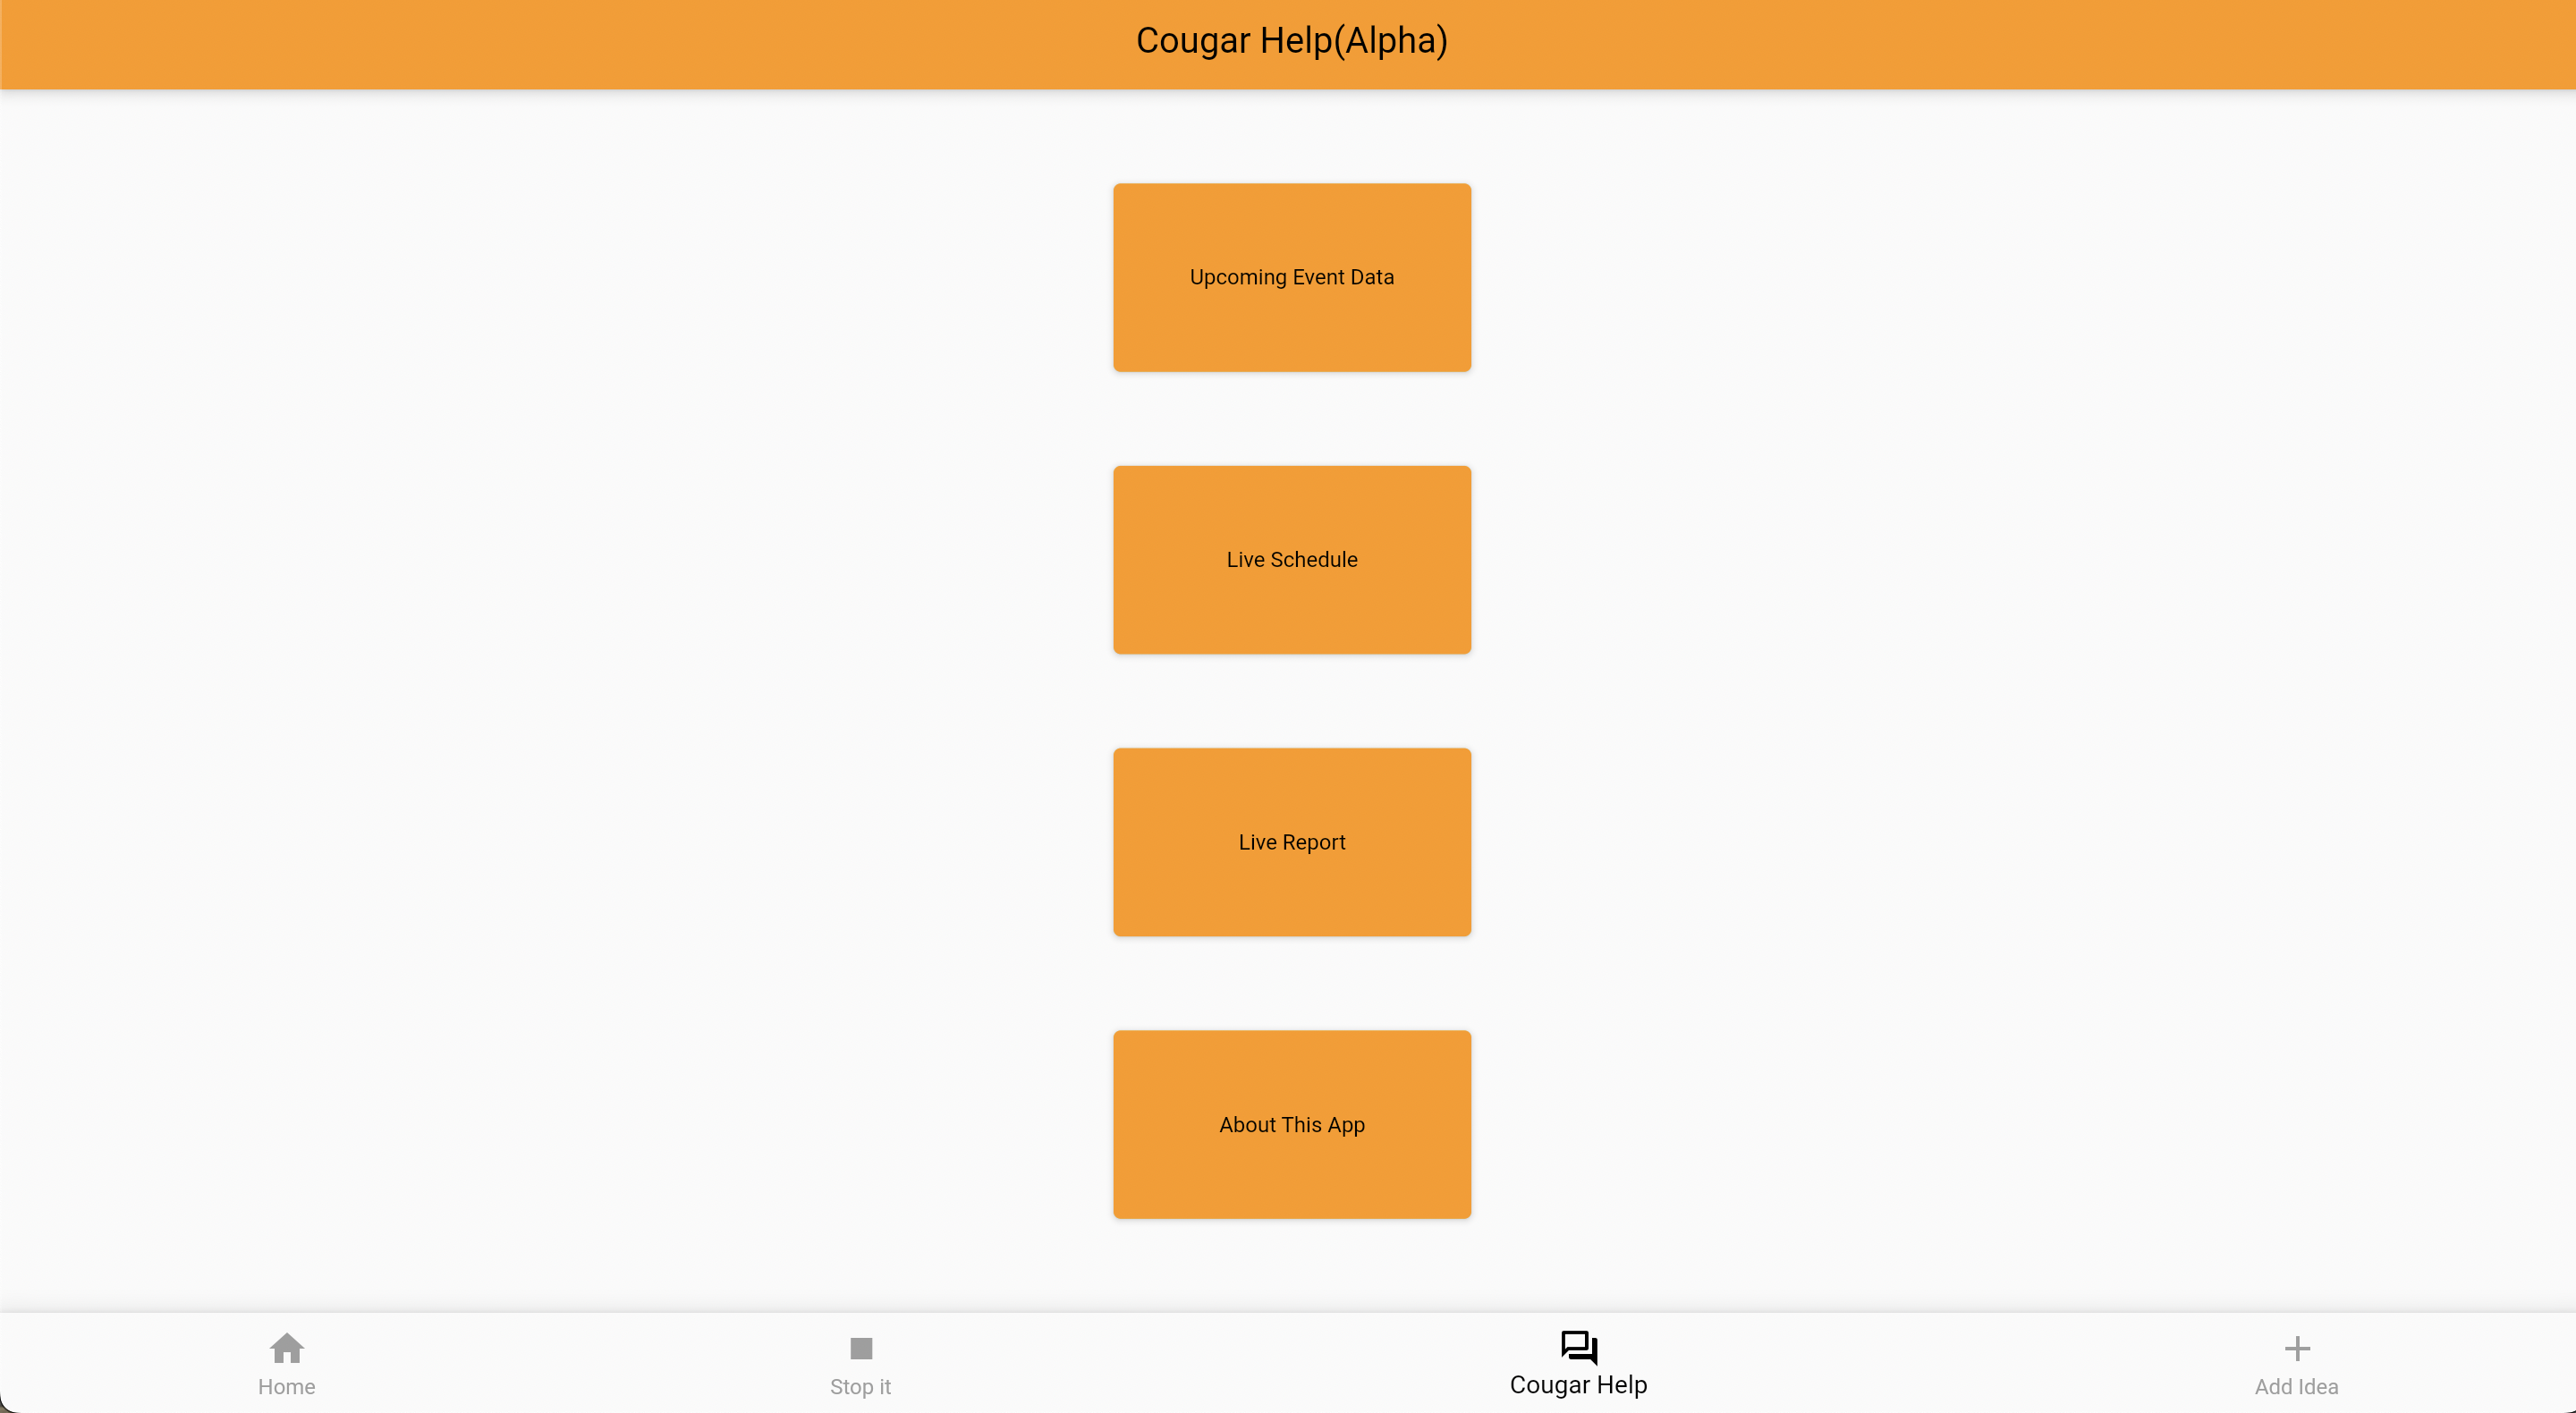 Cougar Help(Alpha)
Upcoming Event Data
Live Schedule
Live Report
About This App
Home
Stop it
Cougar Help
Add Idea